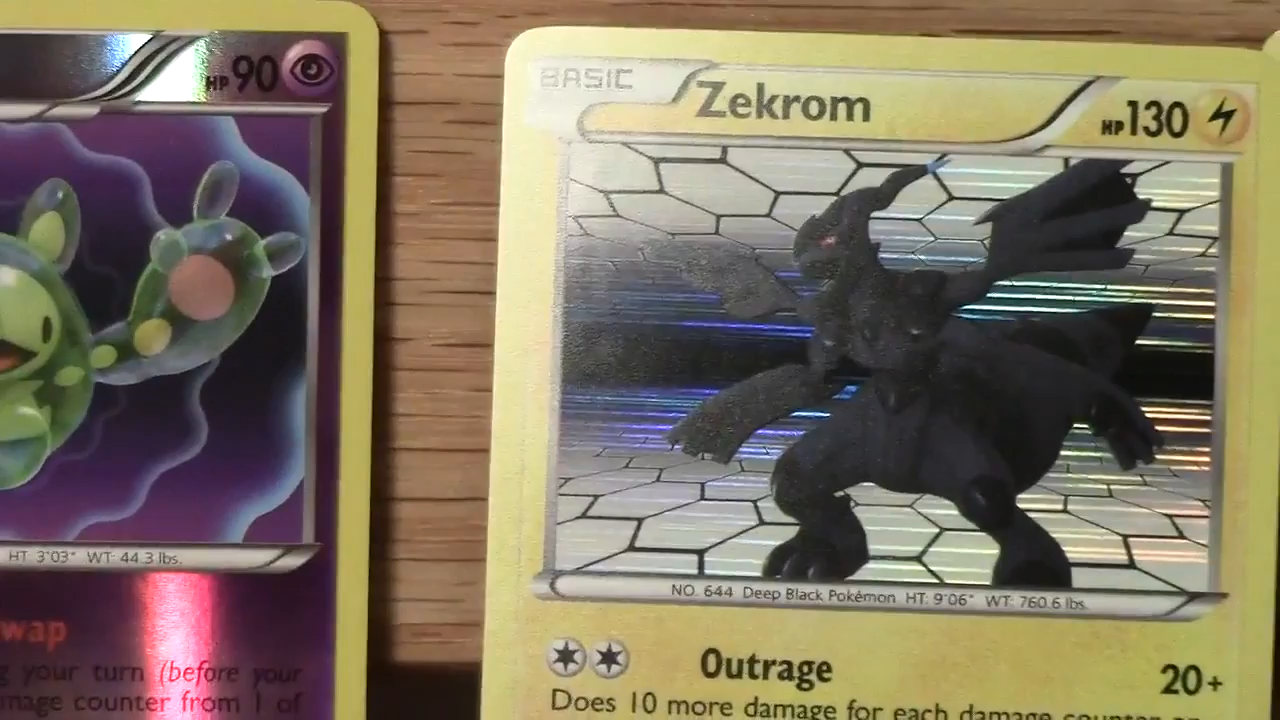 HP 90
HT: 3'03" WT: 44.3 lbs.
wap
g your turn (before your
mage counter from 1 of
BASIC
Zekrom
HP 130
NO. 644 Deep Black Pokémon HT: 9'06" WT: 760.6 lbs.
Outrage 20+
Does 10 more damage for each damage counter